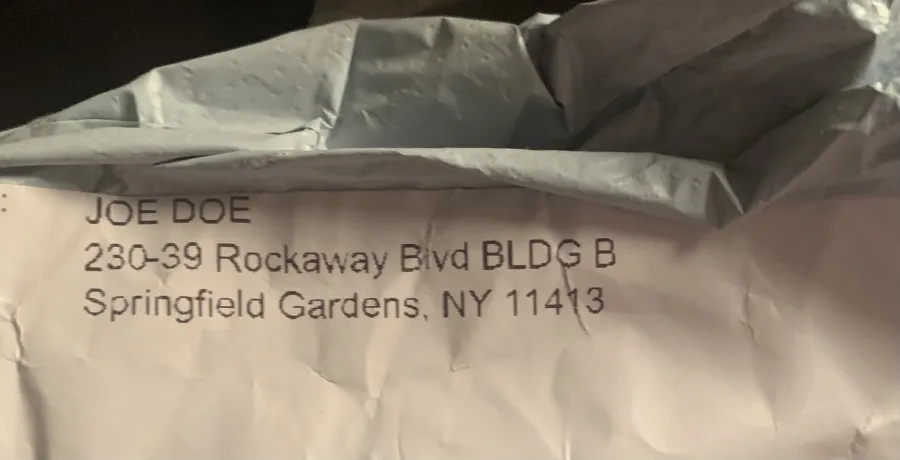 :
JOE DOE
230-39 Rockaway Blvd BLDG B
Springfield Gardens, NY 11413